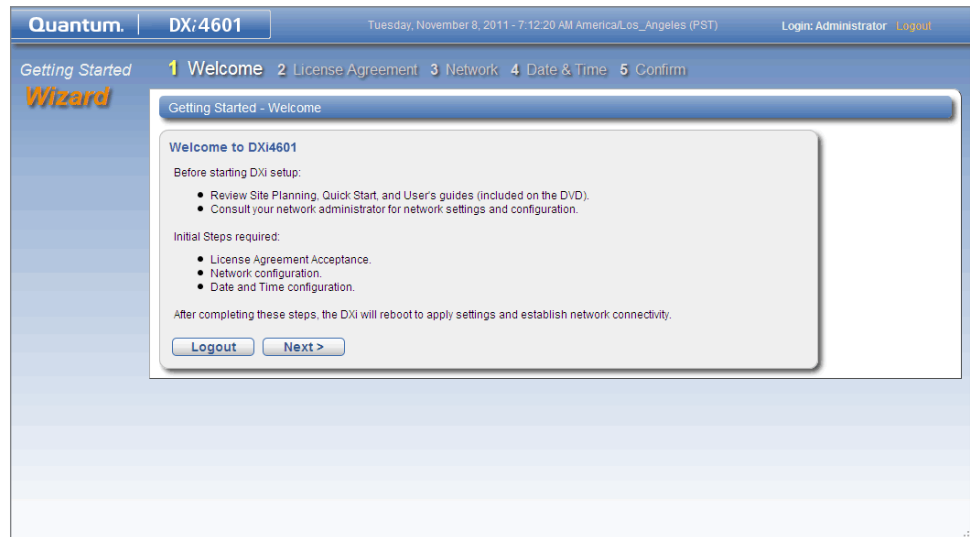 Quantum. DXi4601 Tuesday, November 8, 2011 - 7:12:20 AM America/Los_Angeles (PST) Login: Administrator Logout
Getting Started 1 Welcome 2 License Agreement 3 Network 4 Date & Time 5 Confirm
Wizard
Getting Started - Welcome
Welcome to DXi4601
Before starting DXi setup:
• Review Site Planning, Quick Start, and User's guides (included on the DVD).
• Consult your network administrator for network settings and configuration.
Initial Steps required:
• License Agreement Acceptance.
• Network configuration.
• Date and Time configuration.
After completing these steps, the DXi will reboot to apply settings and establish network connectivity.
Logout Next >